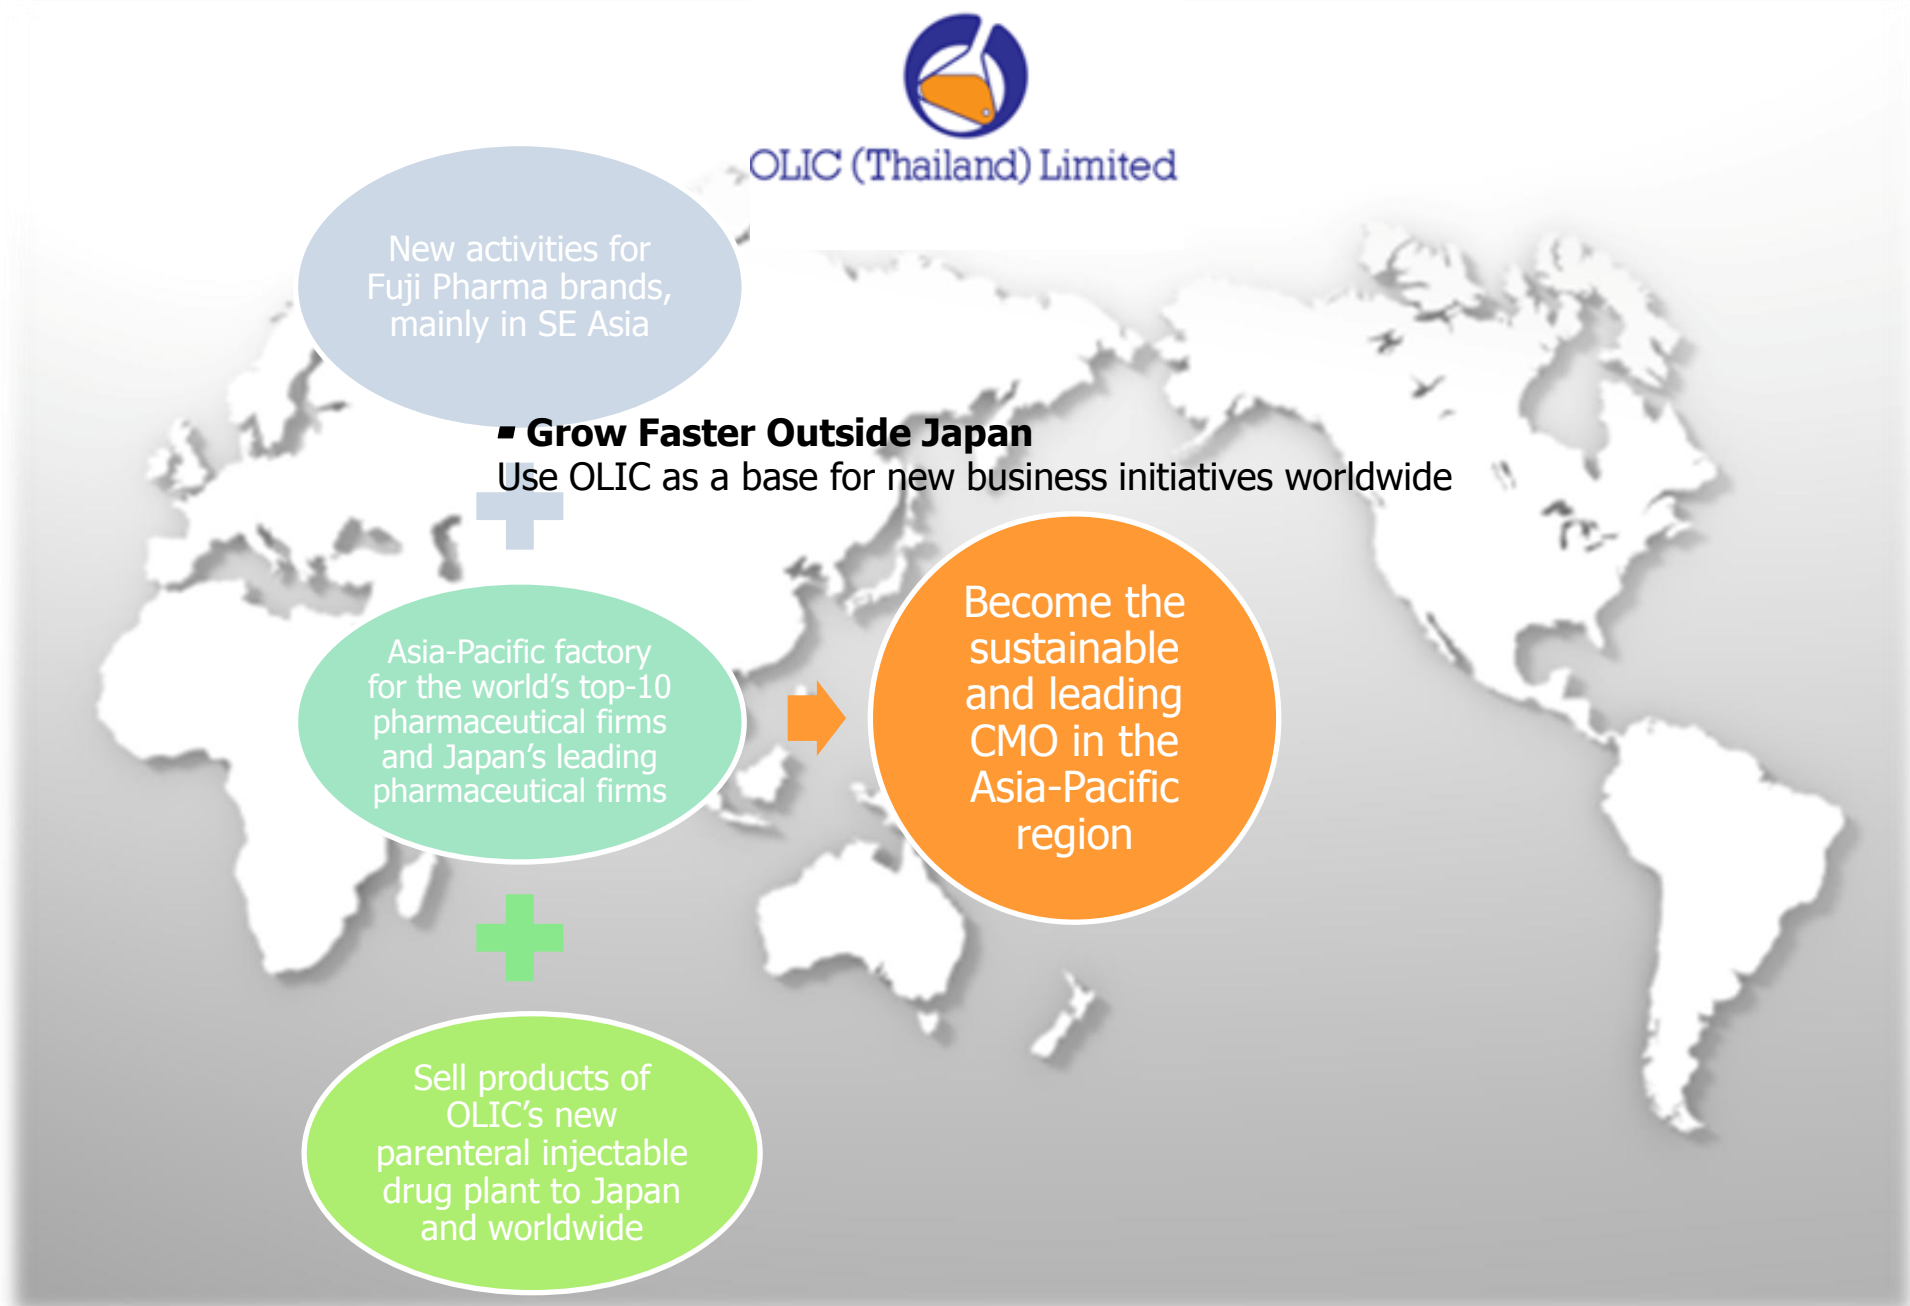 OLIC (Thailand) Limited
New activities for
Fuji Pharma brands,
mainly in SE Asia
Grow Faster Outside Japan
Use OLIC as a base for new business initiatives worldwide
Asia-Pacific factory
for the world’s top-10
pharmaceutical firms
and Japan’s leading
pharmaceutical firms
Become the
sustainable
and leading
CMO in the
Asia-Pacific
region
Sell products of
OLIC’s new
parenteral injectable
drug plant to Japan
and worldwide